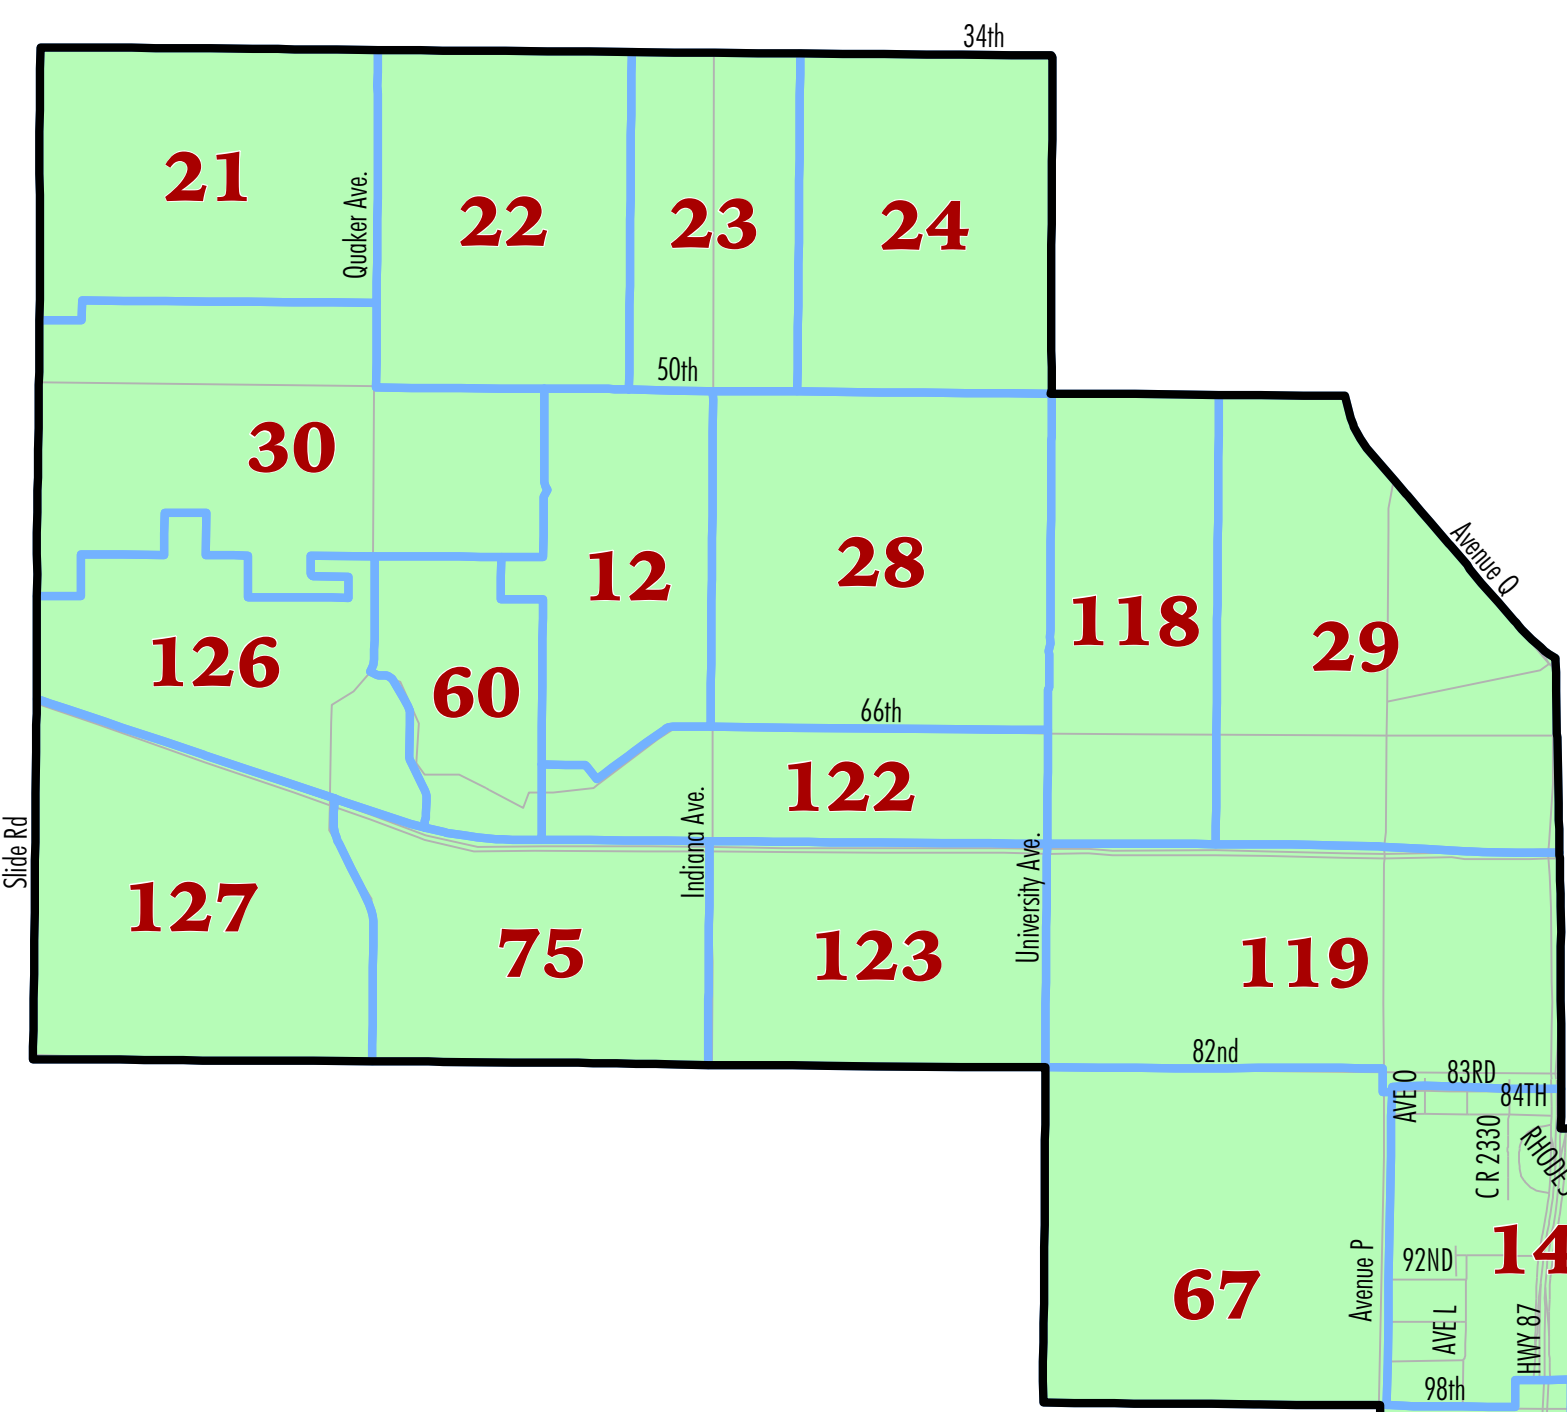 34th
21
Quaker Ave.
22
23
24
50th
30
12
28
118
29
Avenue Q
126
60
66th
122
Slide Rd
Indiana Ave.
University Ave.
127
75
123
119
82nd
AVE O
83RD
84TH
C R 2330
RHODES
14
67
Avenue P
92ND
AVE L
HWY 87
98th